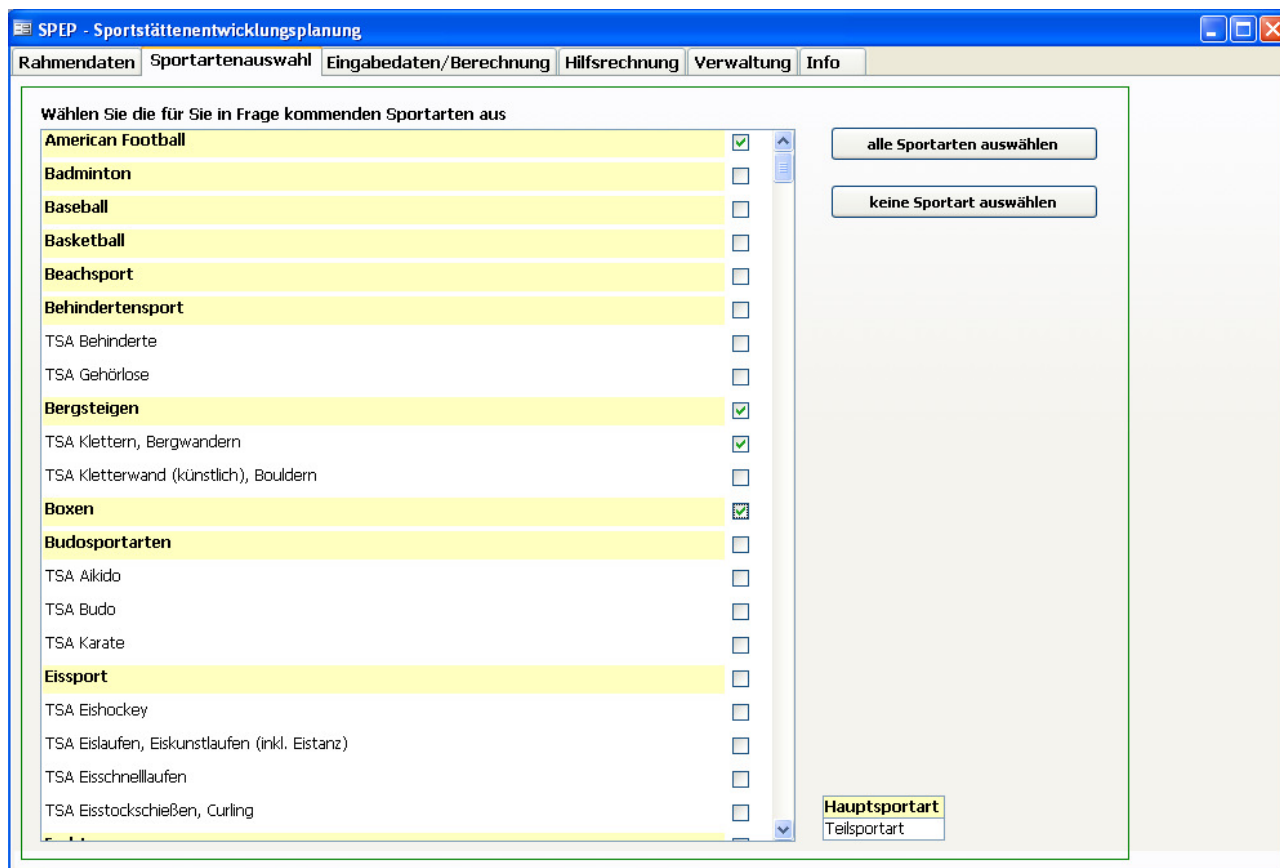 SPEP - Sportstättenentwicklungsplanung
Rahmendaten Sportartenauswahl Eingabedaten/Berechnung Hilfsrechnung Verwaltung Info
Wählen Sie die für Sie in Frage kommenden Sportarten aus
American Football
alle Sportarten auswählen
Badminton
keine Sportart auswählen
Baseball
Basketball
Beachsport
Behindertensport
TSA Behinderte
TSA Gehörlose
Bergsteigen
TSA Klettern, Bergwandern
TSA Kletterwand (künstlich), Bouldern
Boxen
Budosportarten
TSA Aikido
TSA Budo
TSA Karate
Eissport
TSA Eishockey
TSA Eislaufen, Eiskunstlaufen (inkl. Eistanz)
TSA Eisschnelllaufen
TSA Eisstockschießen, Curling
Hauptsportart
Teilsportart